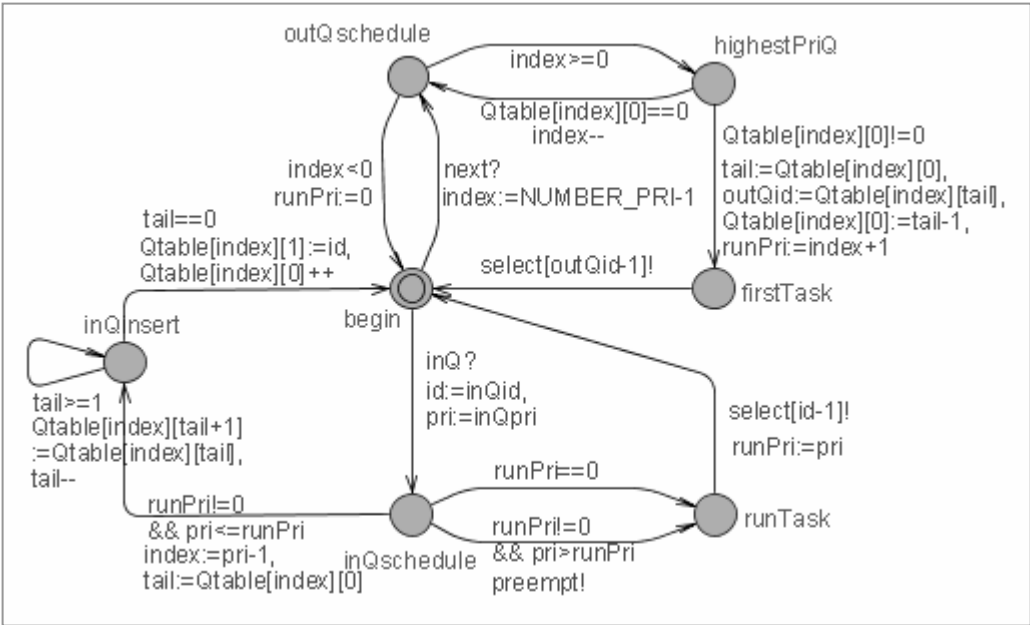 outQschedule
highestPriQ
index>=0
Qtable[index][0]==0
index--
Qtable[index][0]!=0
tail:=Qtable[index][0],
outQid:=Qtable[index][tail],
Qtable[index][0]:=tail-1,
runPri:=index+1
index<0
runPri:=0
next?
index:=NUMBER_PRI-1
tail==0
Qtable[index][1]:=id,
Qtable[index][0]++
select[outQid-1]!
firstTask
begin
inQinsert
inQ?
id:=inQid,
pri:=inQpri
tail>=1
Qtable[index][tail+1]
:=Qtable[index][tail],
tail--
select[id-1]!
runPri:=pri
runPri==0
runPri!=0
&& pri<=runPri
index:=pri-1,
tail:=Qtable[index][0]
inQschedule
runPri!=0
&& pri>runPri
preempt!
runTask